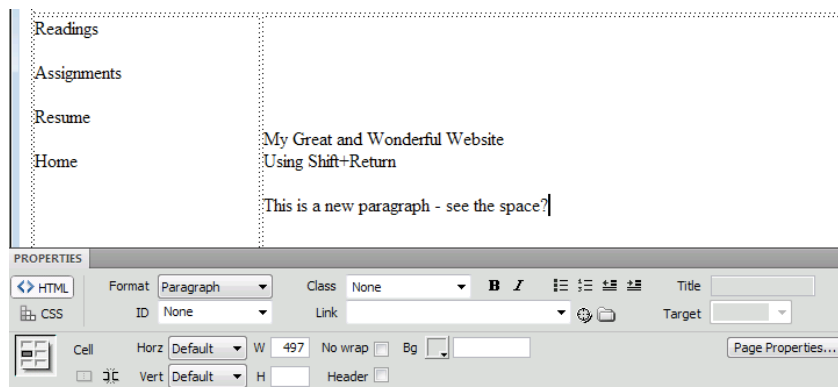 Readings
Assignments
Resume
My Great and Wonderful Website
Home
Using Shift+Return
This is a new paragraph - see the space?
PROPERTIES
<> HTML Format Paragraph Class None B I Title
CSS ID None Link Target
Cell Horz Default W 497 No wrap Bg Page Properties...
Vert Default H Header